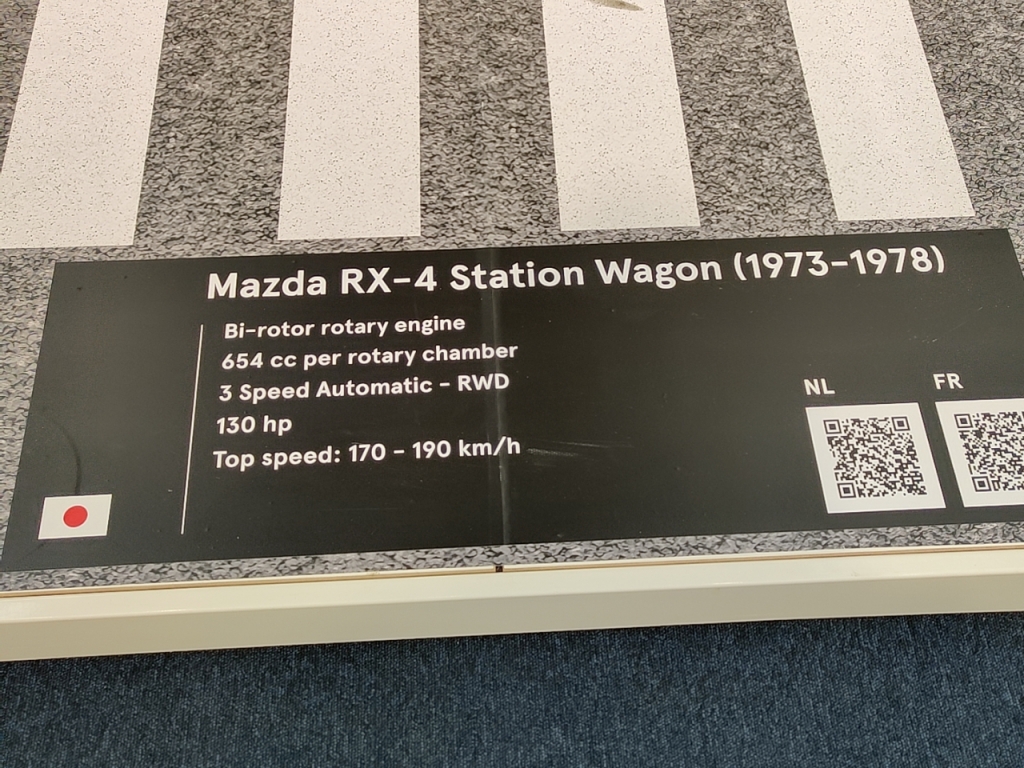 Mazda RX-4 Station Wagon (1973-1978)
Bi-rotor rotary engine
654 cc per rotary chamber
3 Speed Automatic - RWD
130 hp
Top speed: 170 - 190 km/h
NL
FR